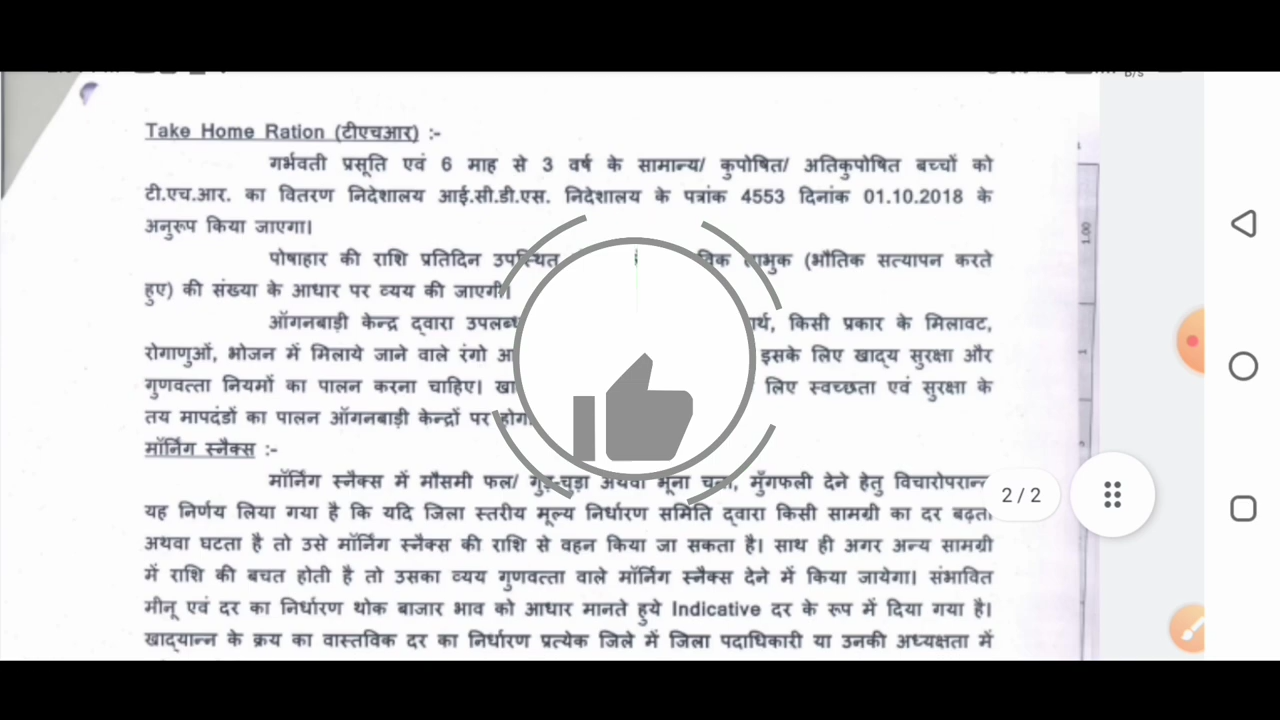 Take Home Ration (टीएचआर) :-
गर्भवती प्रसूति एवं 6 माह से 3 वर्ष के सामान्य/ कुपोषित/ अतिकुपोषित बच्चों को
टी.एच.आर. का वितरण निदेशालय आई.सी.डी.एस. निदेशालय के पत्रांक 4553 दिनांक 01.10.2018 के
अनुरूप किया जाएगा।
पोषाहार की राशि प्रतिदिन उपस्थित लाभुक (भौतिक सत्यापन करते
हुए) की संख्या के आधार पर व्यय की जाएगी।
ऑगनबाड़ी केन्द्र द्वारा किसी प्रकार के मिलावट,
रोगाणुओं, भोजन में मिलाये जाने वाले रंगो इसके लिए खाद्य सुरक्षा और
गुणवत्ता नियमों का पालन करना चाहिए। लिए स्वच्छता एवं सुरक्षा के
तय मापदंडों का पालन ऑगनबाड़ी केन्द्रों पर
मॉर्निंग स्नैक्स :-
मॉर्निंग स्नैक्स में मौसमी फल/ गुड़-चूड़ा अथवा भूना चना, मुँगफली देने हेतु विचारोपरान्त
यह निर्णय लिया गया है कि यदि जिला स्तरीय मूल्य निर्धारण समिति द्वारा किसी सामग्री का दर बढ़ता
अथवा घटता है तो उसे मॉर्निंग स्नैक्स की राशि से वहन किया जा सकता है। साथ ही अगर अन्य सामग्री
में राशि की बचत होती है तो उसका व्यय गुणवत्ता वाले मॉर्निंग स्नैक्स देने में किया जायेगा। संभावित
मीनू एवं दर का निर्धारण थोक बाजार भाव को आधार मानते हुये Indicative दर के रूप में दिया गया है।
खाद्यान्न के क्रय का वास्तविक दर का निर्धारण प्रत्येक जिले में जिला पदाधिकारी या उनकी अध्यक्षता में
2 / 2
1.00
B/s